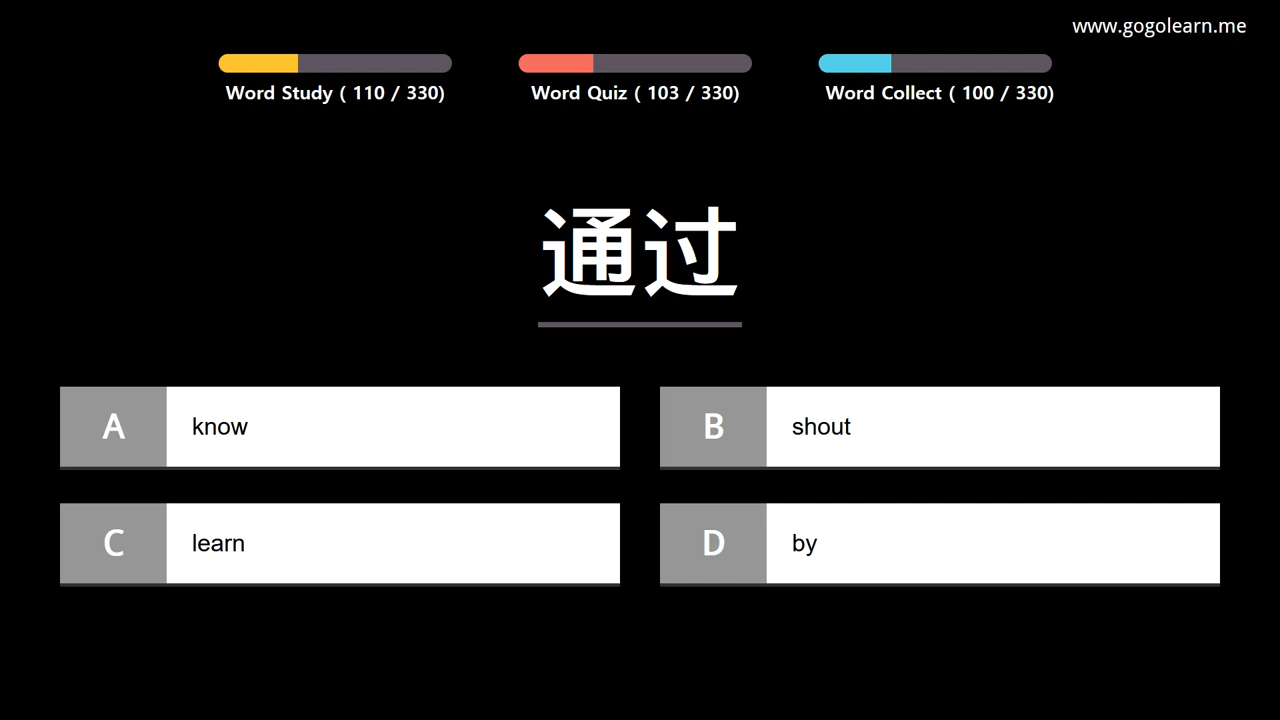 www.gogolearn.me
Word Study ( 110 / 330)
Word Quiz ( 103 / 330)
Word Collect ( 100 / 330)
通过
A know
B shout
C learn
D by